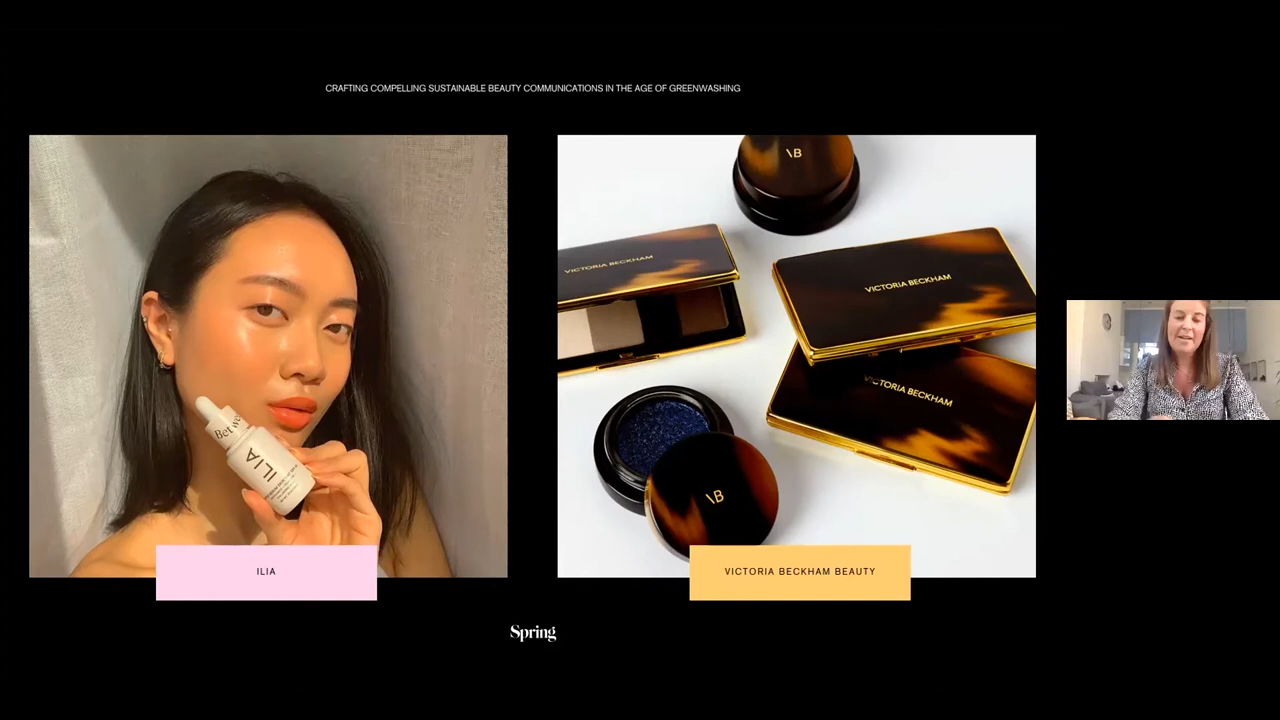 CRAFTING COMPELLING SUSTAINABLE BEAUTY COMMUNICATIONS IN THE AGE OF GREENWASHING
Bet
ILIA
VB
VICTORIA BECKHAM
VICTORIA BECKHAM
VICTORIA BECKHAM
VB
ILIA
VICTORIA BECKHAM BEAUTY
Spring